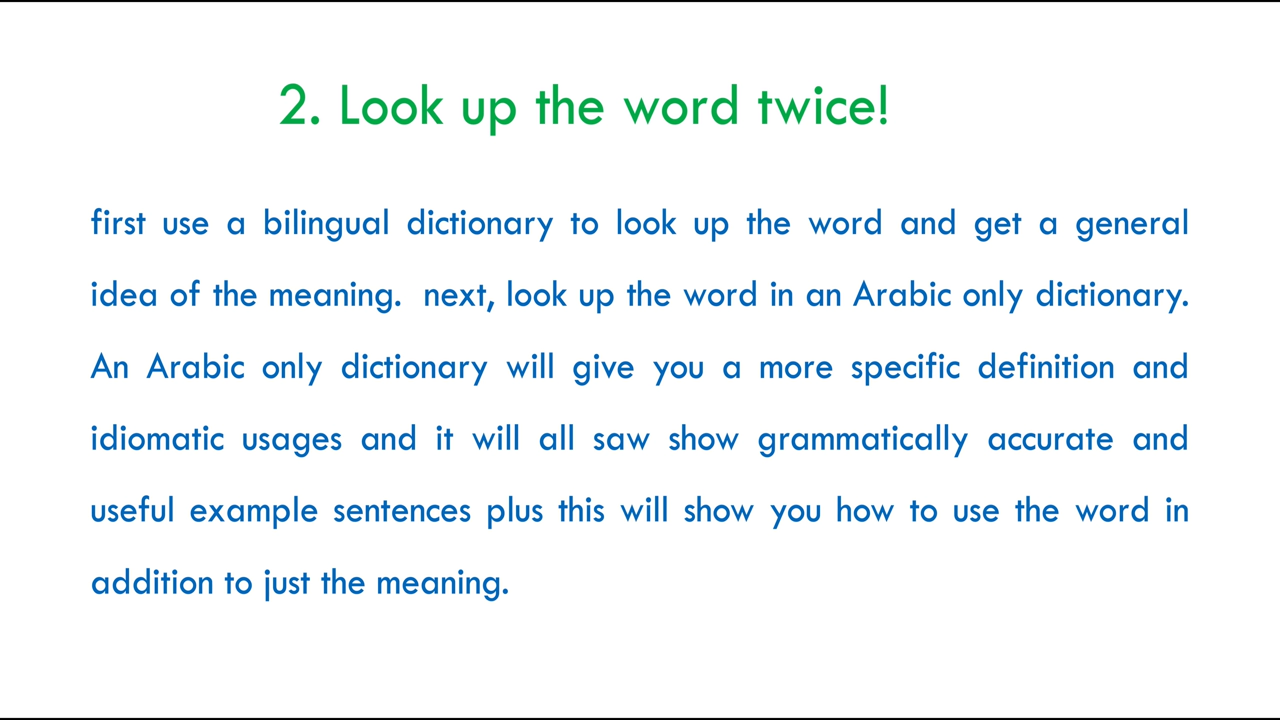 2. Look up the word twice!
first use a bilingual dictionary to look up the word and get a general
idea of the meaning.  next, look up the word in an Arabic only dictionary.
An Arabic only dictionary will give you a more specific definition and
idiomatic usages and it will all saw show grammatically accurate and
useful example sentences plus this will show you how to use the word in
addition to just the meaning.